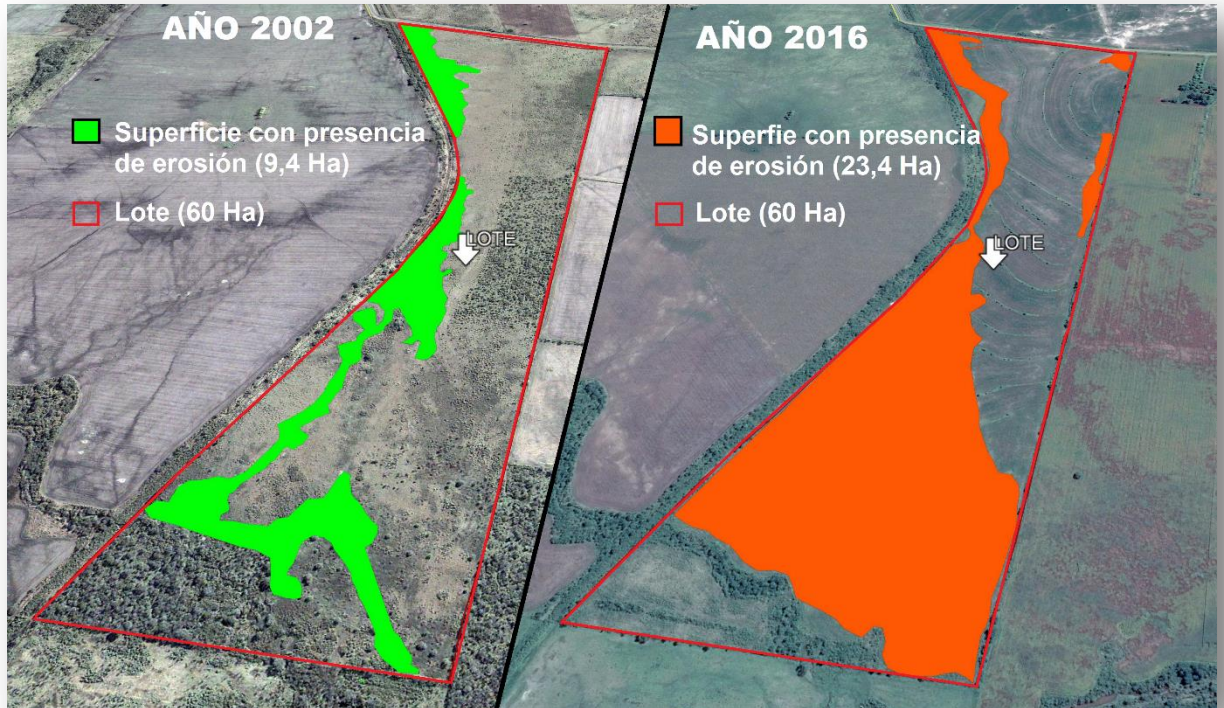 AÑO 2002
Superficie con presencia
de erosión (9,4 Ha)
Lote (60 Ha)
LOTE
AÑO 2016
Superfie con presencia
de erosión (23,4 Ha)
Lote (60 Ha)
LOTE